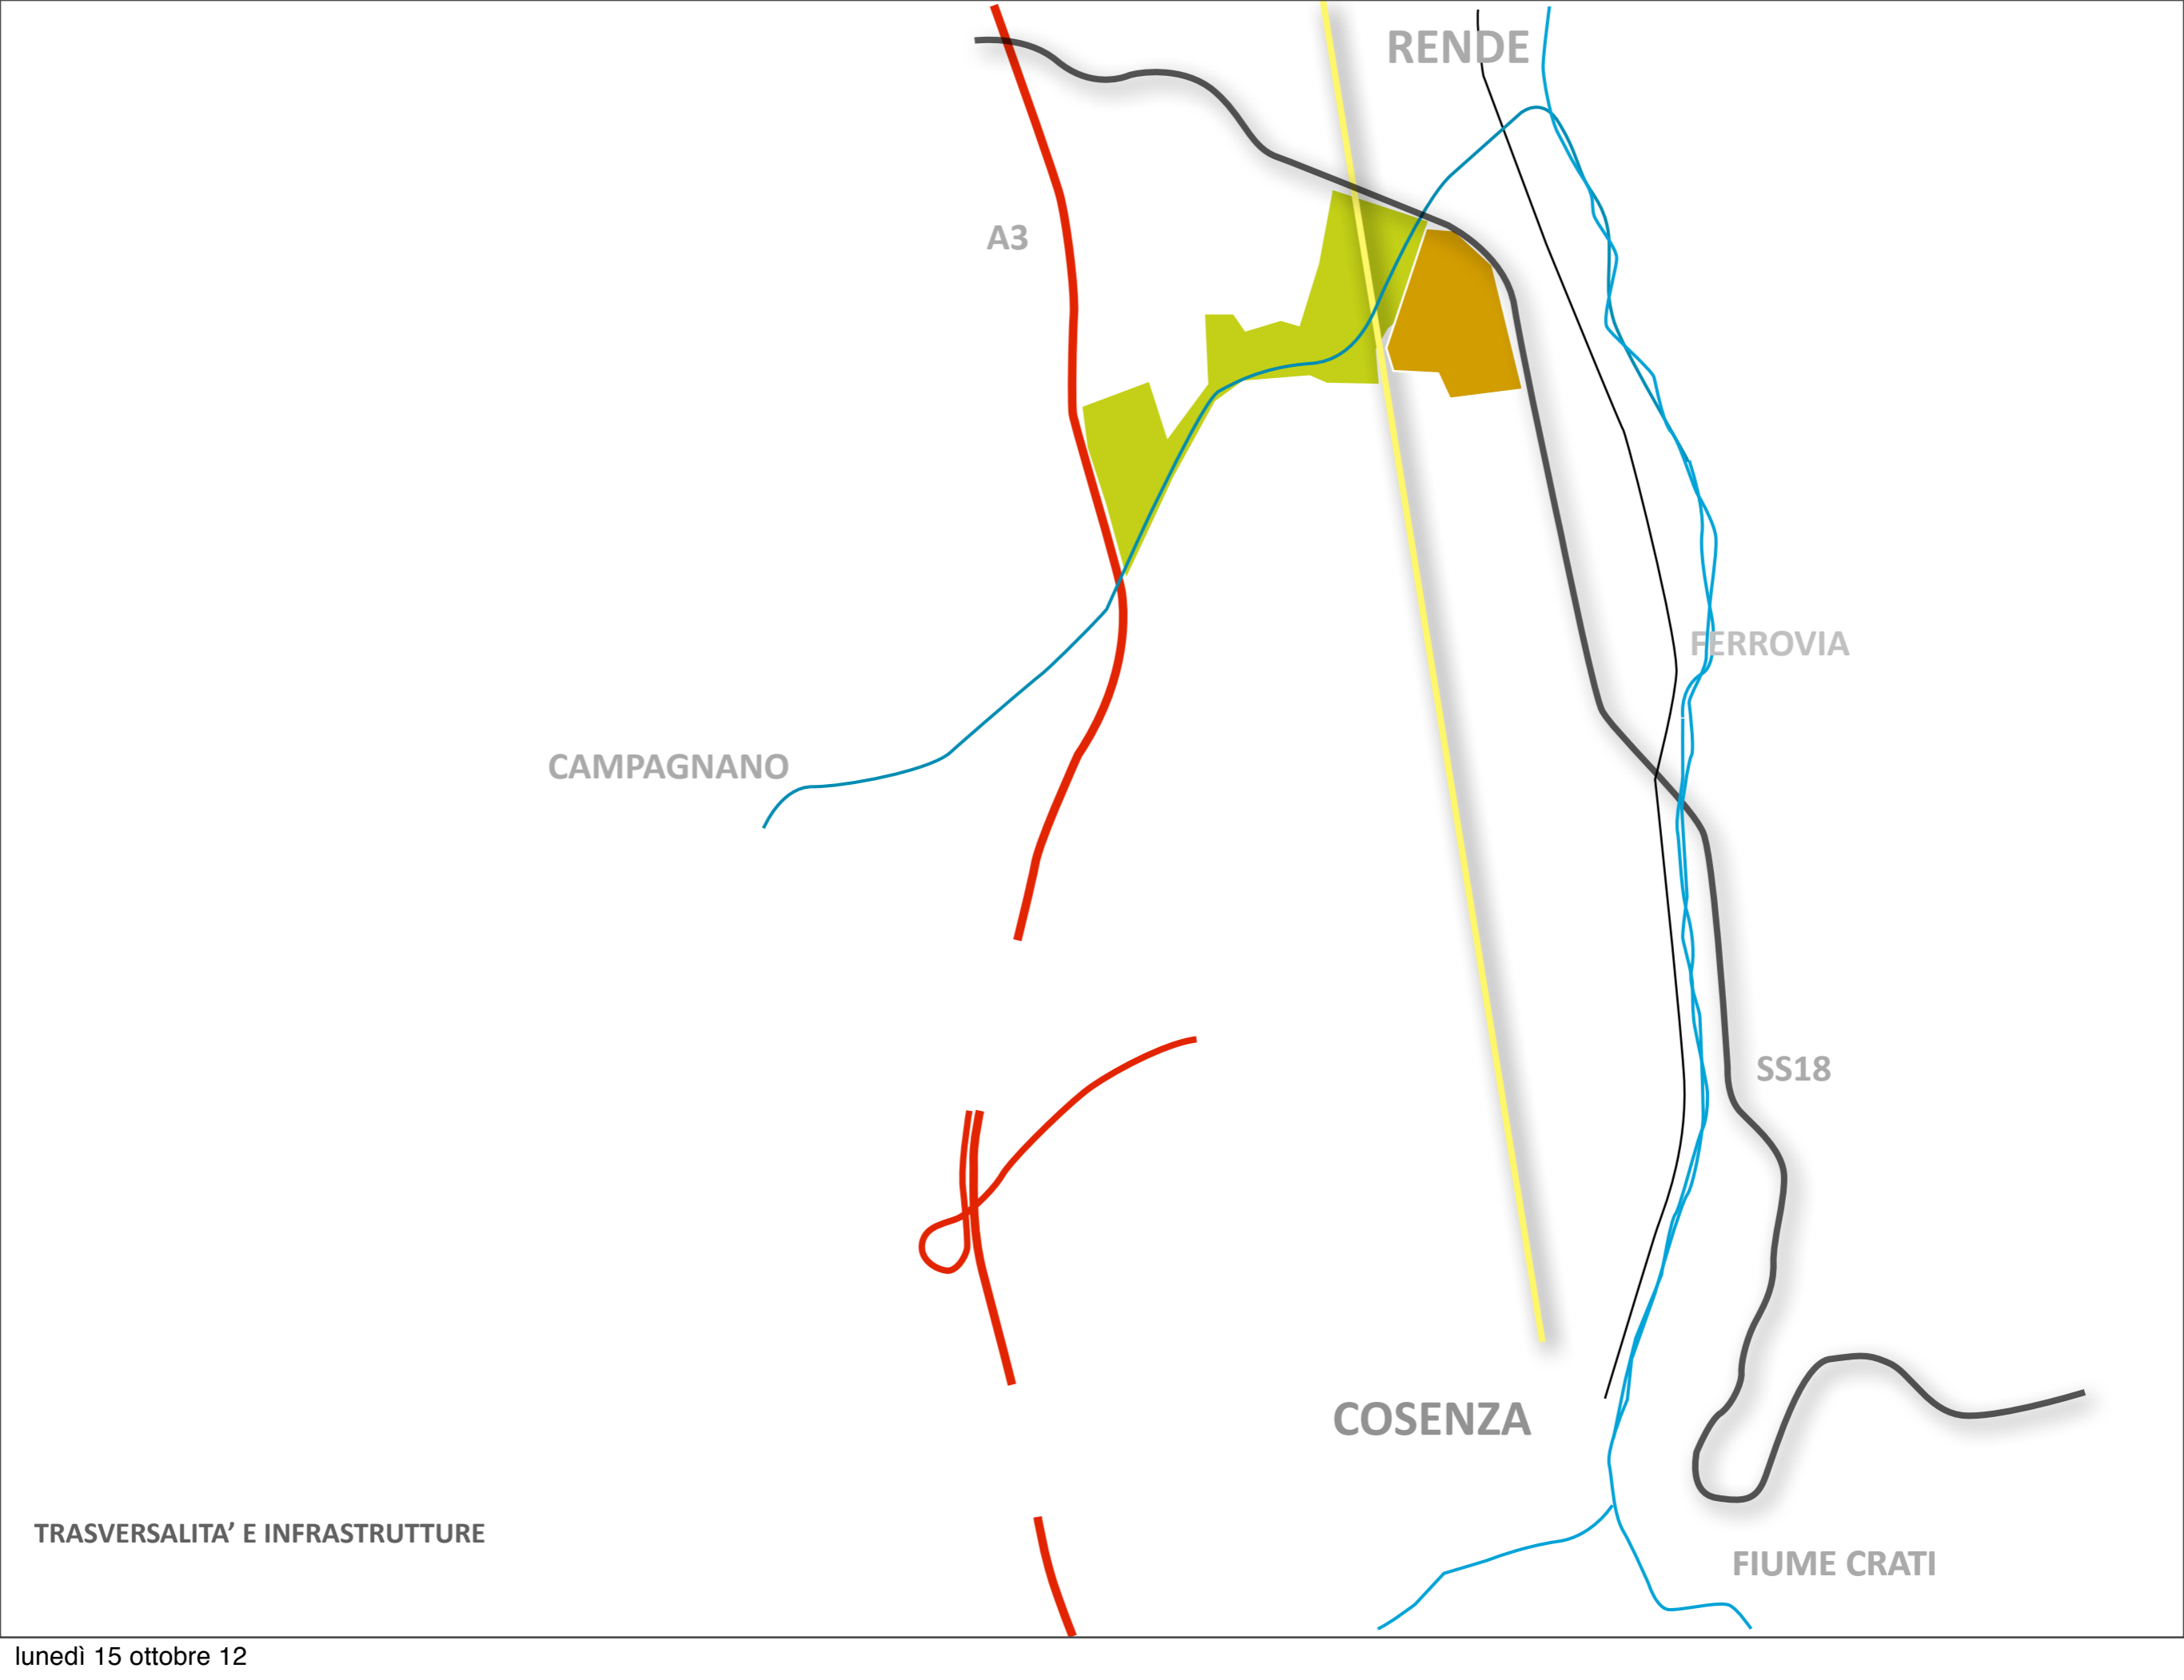 RENDE
A3
FERROVIA
CAMPAGNANO
SS18
COSENZA
TRASVERSALITA’ E INFRASTRUTTURE
FIUME CRATI
lunedì 15 ottobre 12